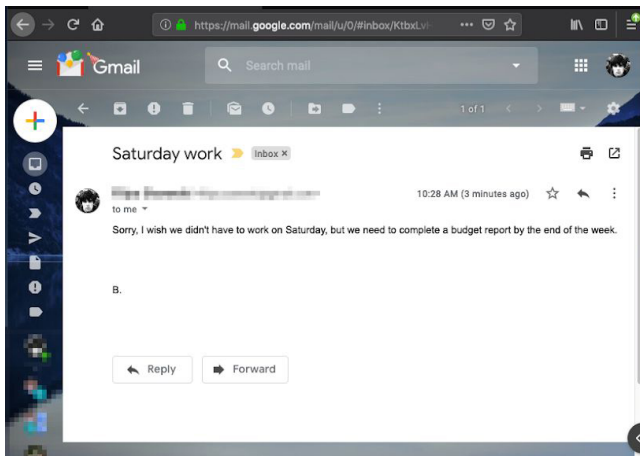 https://mail.google.com/mail/u/0/#inbox/KtbxLvH
Gmail
Search mail
1 of 1
Saturday work
Inbox ×
10:28 AM (3 minutes ago)
to me
Sorry, I wish we didn't have to work on Saturday, but we need to complete a budget report by the end of the week.
B.
Reply
Forward